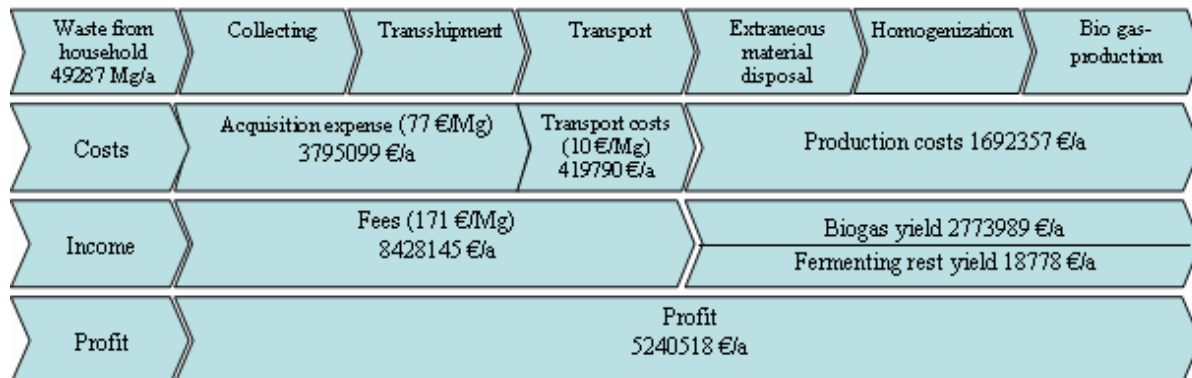 Waste from
household
49287 Mg/a
Collecting
Transshipment
Transport
Extraneous
material
disposal
Homogenization
Bio gas-
production
Costs
Acquisition expense (77 €/Mg)
3795099 €/a
Transport costs
(10 €/Mg)
419790 €/a
Production costs 1692357 €/a
Income
Fees (171 €/Mg)
8428145 €/a
Biogas yield 2773989 €/a
Fermenting rest yield 18778 €/a
Profit
Profit
5240518 €/a